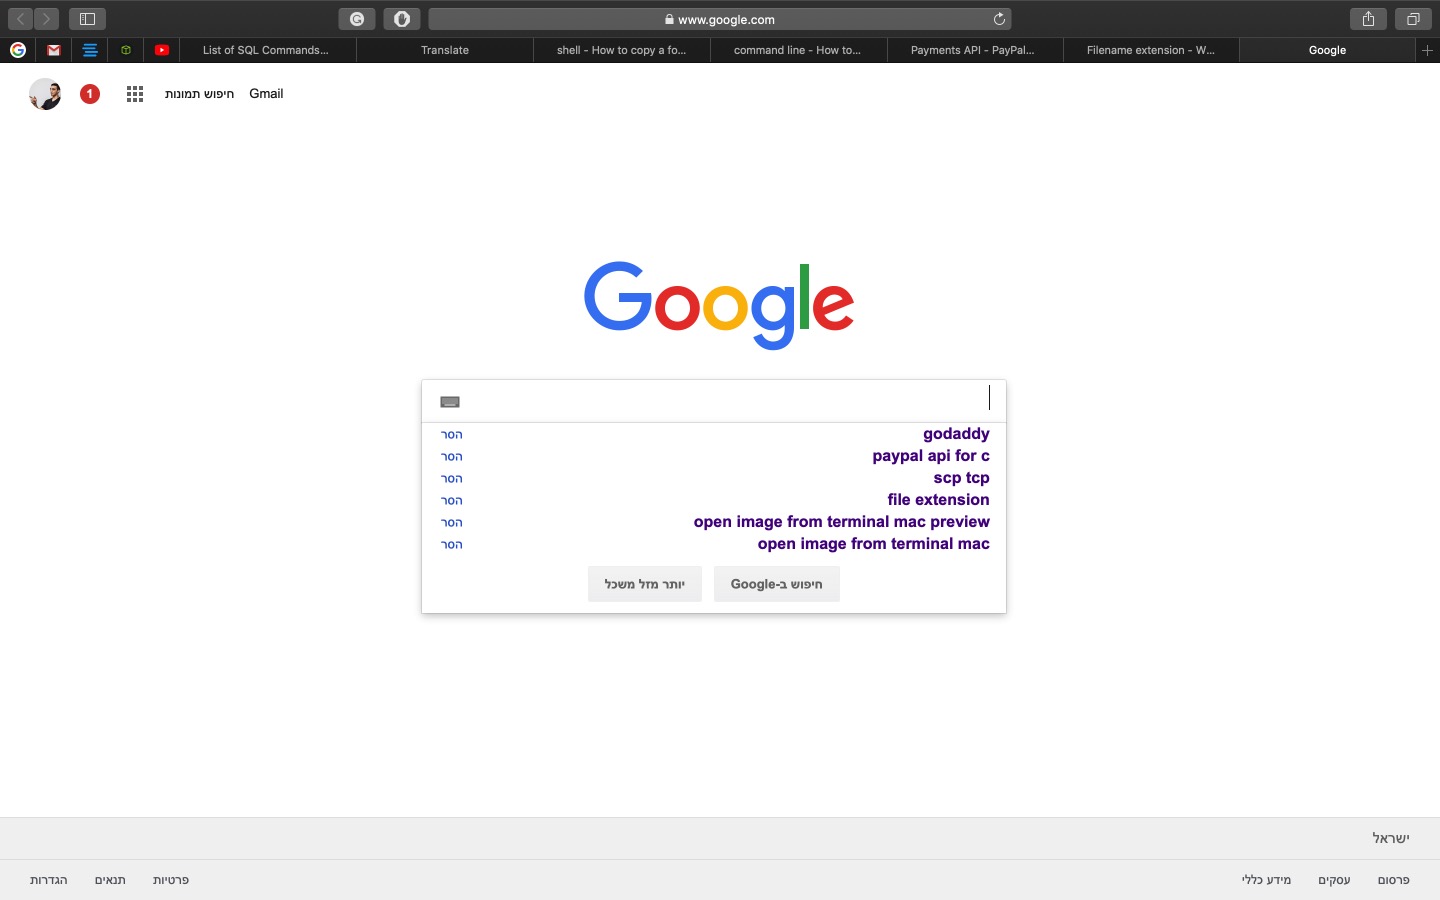 www.google.com
List of SQL Commands...
Translate
shell - How to copy a fo...
command line - How to...
Payments API - PayPal...
Filename extension - W...
Google
1
חיפוש תמונות
Gmail
Google
godaddy
הסר
paypal api for c
הסר
scp tcp
הסר
file extension
הסר
open image from terminal mac preview
הסר
open image from terminal mac
הסר
חיפוש ב-Google
יותר מזל משכל
ישראל
פרסום
עסקים
מידע כללי
פרטיות
תנאים
הגדרות